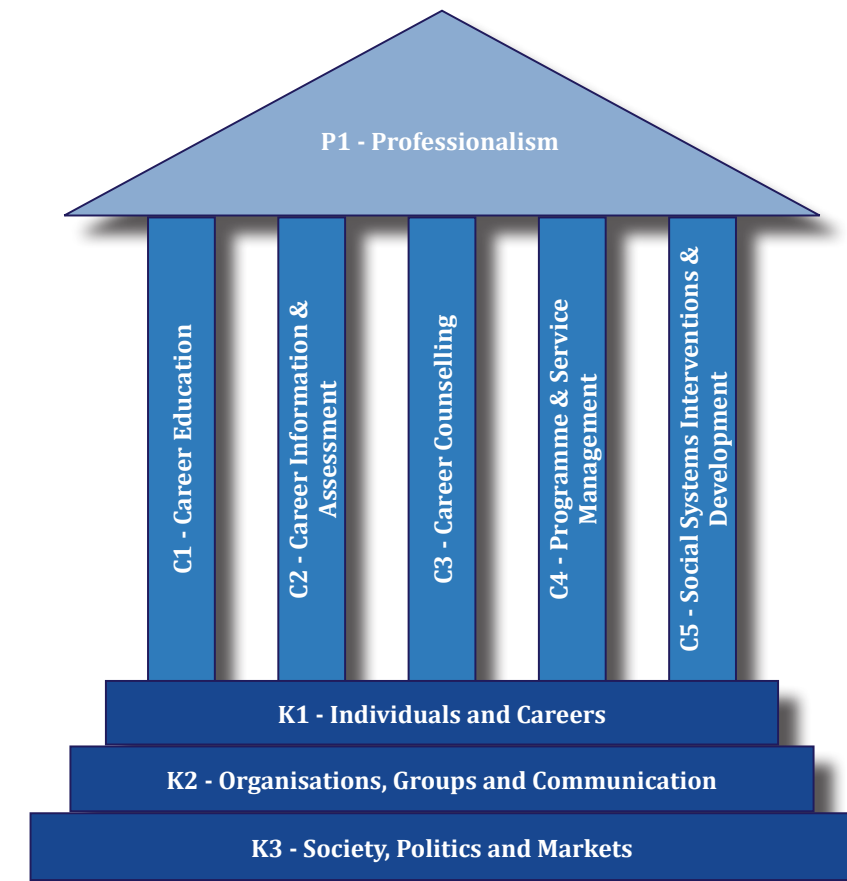 P1 - Professionalism
C1 - Career Education
C2 - Career Information &
Assessment
C3 - Career Counselling
C4 - Programme & Service
Management
C5 - Social Systems Interventions &
Development
K1 - Individuals and Careers
K2 - Organisations, Groups and Communication
K3 - Society, Politics and Markets